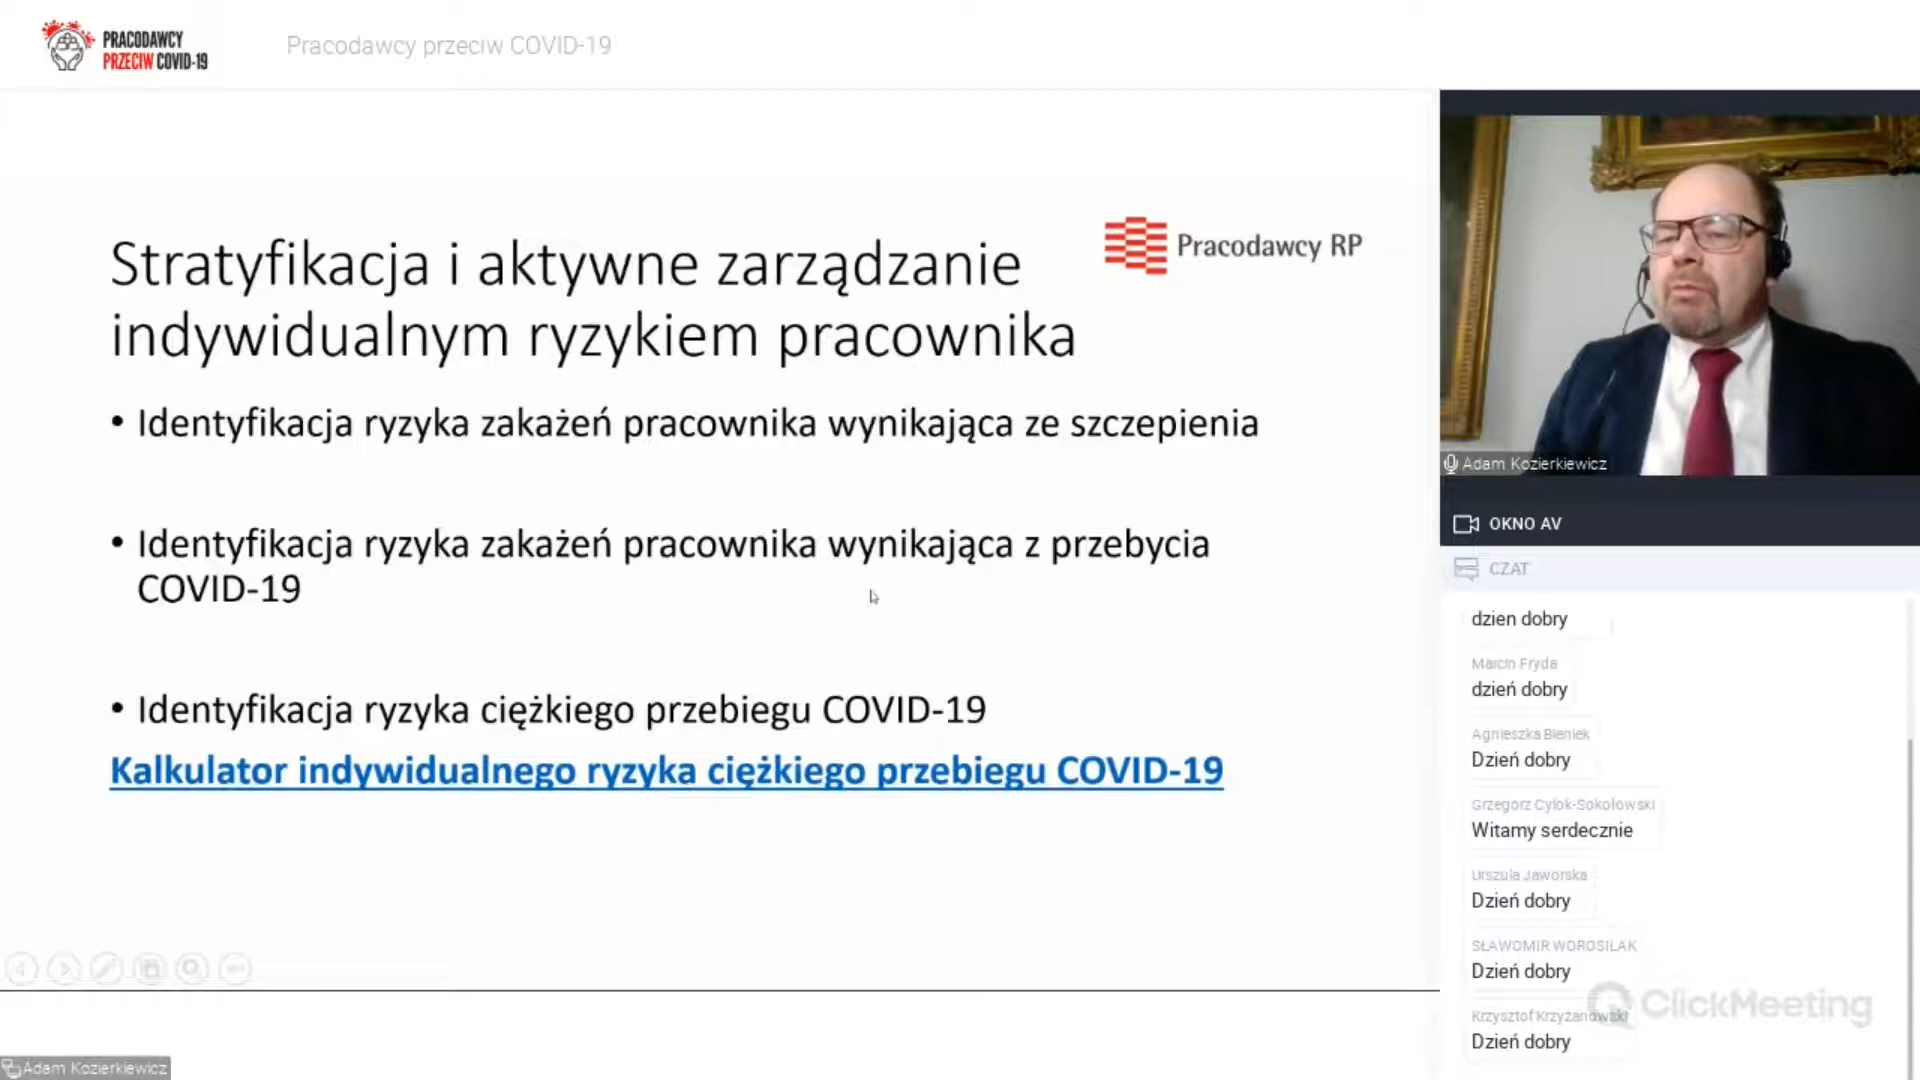 PRACODAWCY
PRZECIW COVID-19
Pracodawcy przeciw COVID-19
Pracodawcy RP
Stratyfikacja i aktywne zarządzanie
indywidualnym ryzykiem pracownika
• Identyfikacja ryzyka zakażeń pracownika wynikająca ze szczepienia
• Identyfikacja ryzyka zakażeń pracownika wynikająca z przebycia
COVID-19
• Identyfikacja ryzyka ciężkiego przebiegu COVID-19
Kalkulator indywidualnego ryzyka ciężkiego przebiegu COVID-19
Adam Kozierkiewicz
Adam Kozierkiewicz
OKNO AV
CZAT
dzien dobry
Marcin Fryda
dzień dobry
Agnieszka Bieniek
Dzień dobry
Grzegorz Cylok-Sokołowski
Witamy serdecznie
Urszula Jaworska
Dzień dobry
SŁAWOMIR WOROSILAK
Dzień dobry
Krzysztof Krzyżanowski
Dzień dobry
ClickMeeting